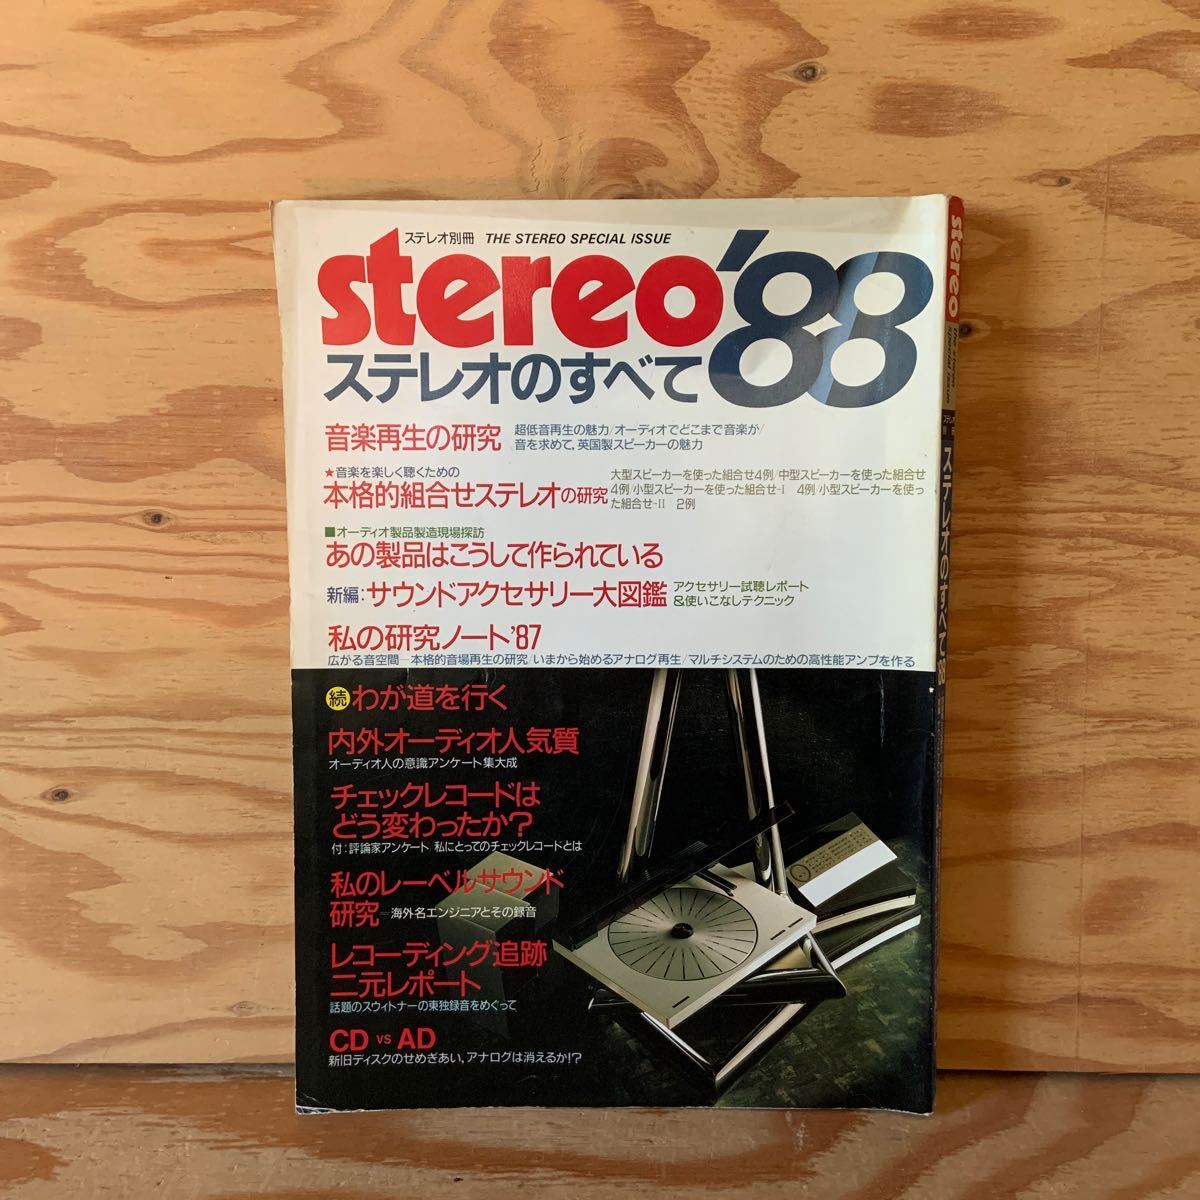 ステレオ別冊 THE STEREO SPECIAL ISSUE
stereo'88
ステレオのすべて
音楽再生の研究
超低音再生の魅力/オーディオでどこまで音楽が/
音を求めて,英国製スピーカーの魅力
★音楽を楽しく聴くための
本格的組合せステレオの研究
大型スピーカーを使った組合せ4例/中型スピーカーを使った組合せ
4例/小型スピーカーを使った組合せ-I 4例/小型スピーカーを使っ
た組合せ-II 2例
■オーディオ製品製造現場探訪
あの製品はこうして作られている
新編:サウンドアクセサリー大図鑑
アクセサリー試聴レポート
&使いこなしテクニック
私の研究ノート'87
広がる音空間―本格的音場再生の研究/いまから始めるアナログ再生/マルチシステムのための高性能アンプを作る
続 わが道を行く
内外オーディオ人気質
オーディオ人の意識アンケート集大成
チェックレコードは
どう変わったか?
付:評論家アンケート 私にとってのチェックレコードとは
私のレーベルサウンド
研究―海外名エンジニアとその録音
レコーディング追跡
二元レポート
話題のスウィトナーの東独録音をめぐって
CD vs AD
新旧ディスクのせめぎあい,アナログは消えるか!?
stereo
the stereo
special issue
ステレオのすべて'88